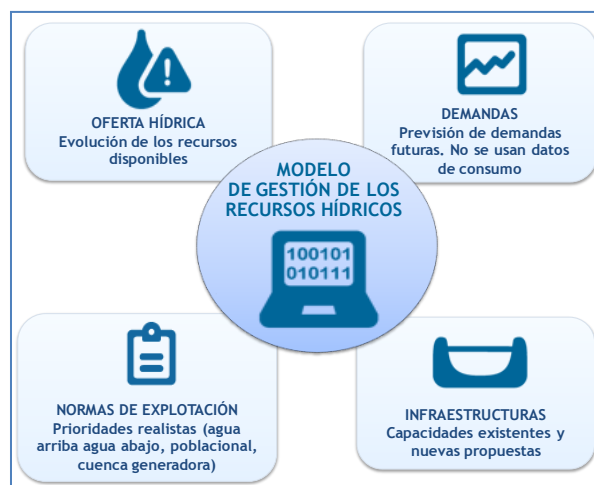 OFERTA HÍDRICA
Evolución de los recursos
disponibles
DEMANDAS
Previsión de demandas
futuras. No se usan datos
de consumo
MODELO
DE GESTIÓN DE LOS
RECURSOS HÍDRICOS
100101
010111
NORMAS DE EXPLOTACIÓN
Prioridades realistas (agua
arriba agua abajo, poblacional,
cuenca generadora)
INFRAESTRUCTURAS
Capacidades existentes y
nuevas propuestas